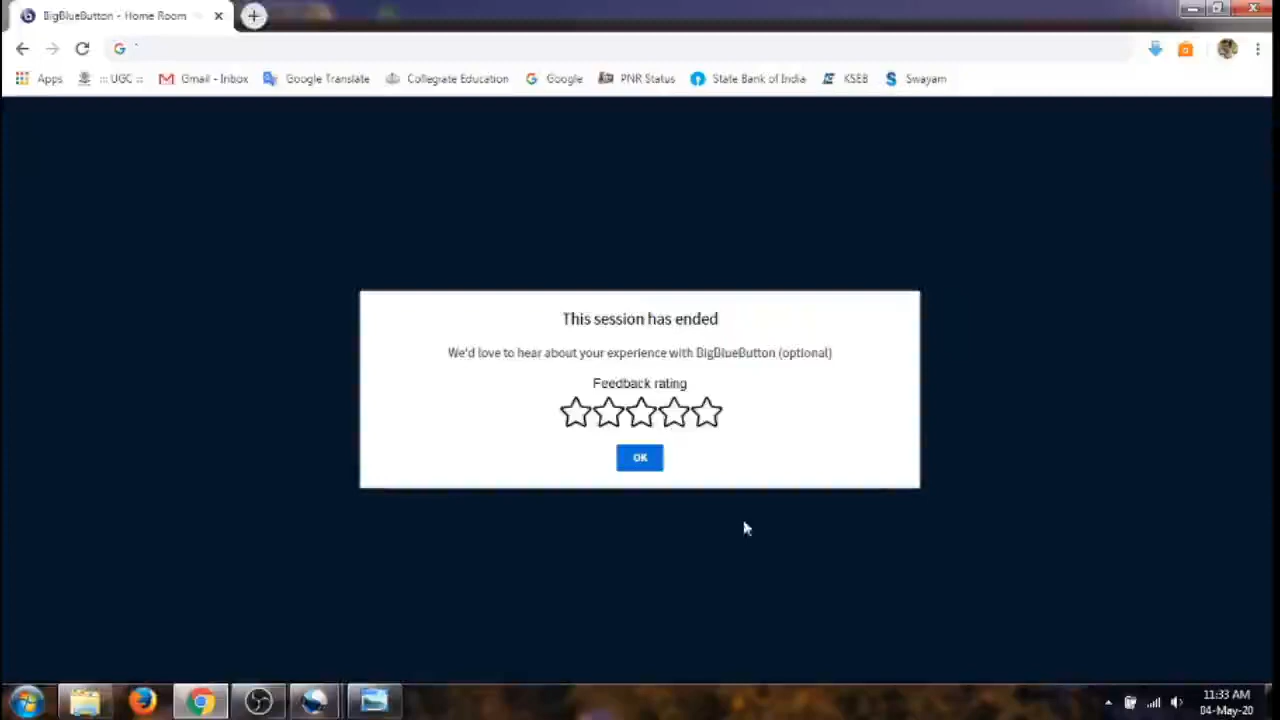 BigBlueButton - Home Room
Apps
::: UGC ::
Gmail - Inbox
Google Translate
Collegiate Education
Google
PNR Status
State Bank of India
KSEB
Swayam
This session has ended
We'd love to hear about your experience with BigBlueButton (optional)
Feedback rating
OK
11:33 AM
04-May-20